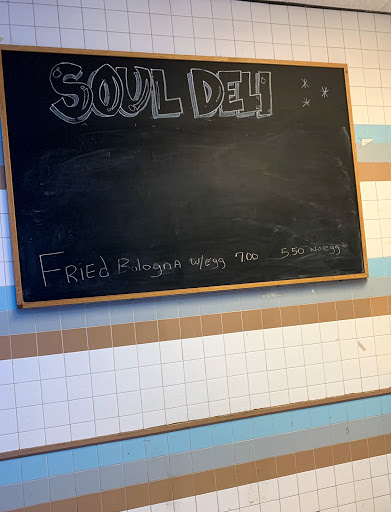 SOUL DELI
FRiEd BolognA w/Egg 700 550 No egg